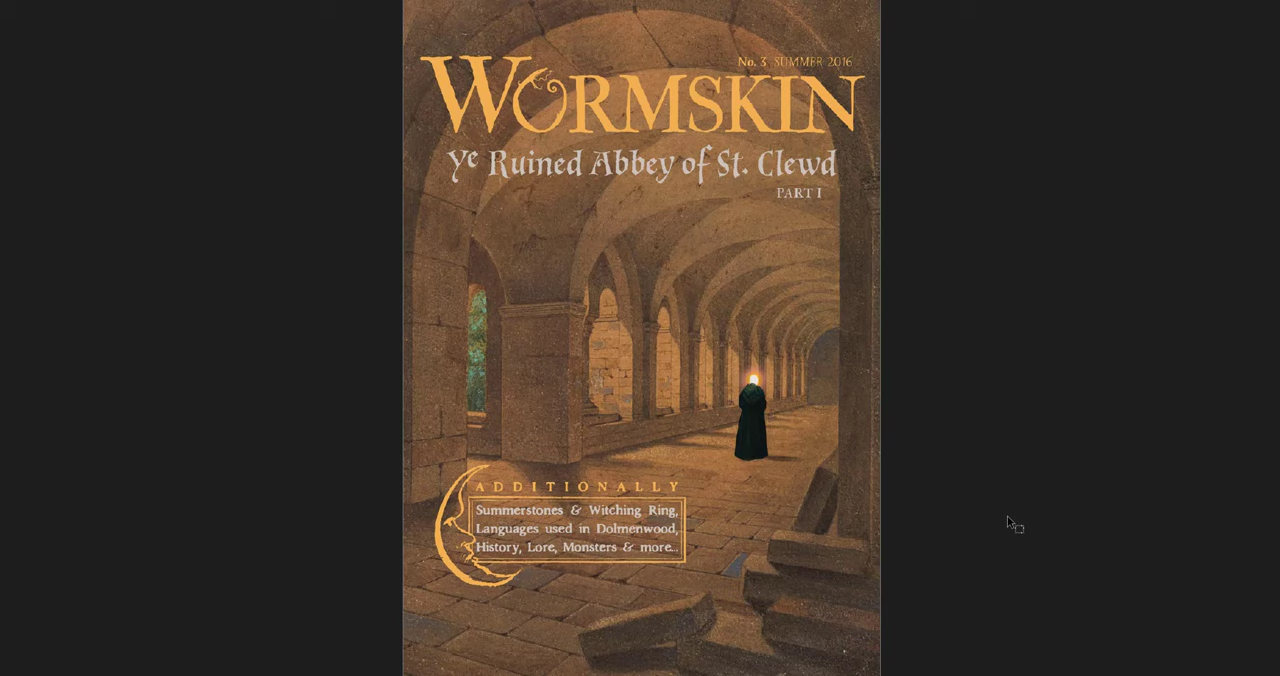 No. 3 SUMMER 2016
WORMSKIN
Ye Ruined Abbey of St. Clewd
PART I
ADDITIONALLY
Summerstones & Witching Ring,
Languages used in Dolmenwood,
History, Lore, Monsters & more...